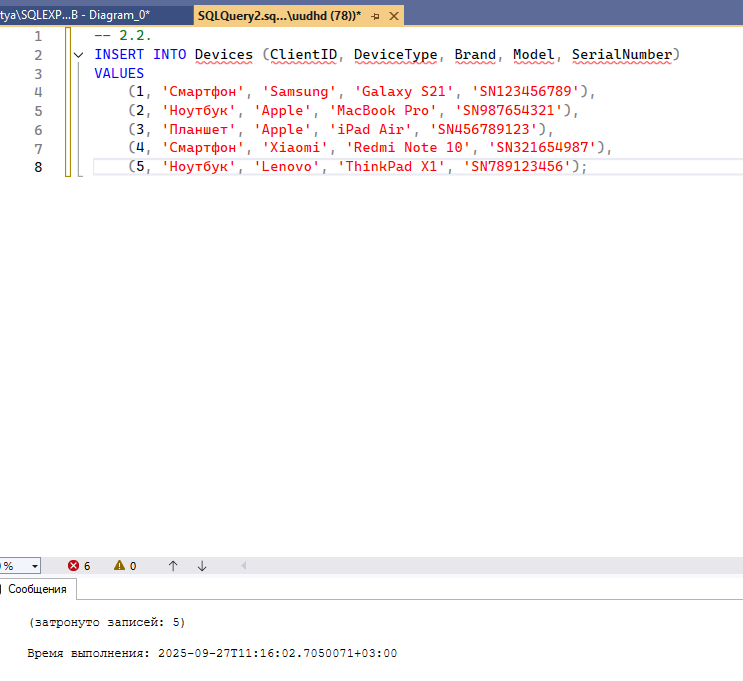 tya\SQLEXP...B - Diagram_0*
SQLQuery2.sq...\uudhd (78))*
1 -- 2.2.
2 INSERT INTO Devices (ClientID, DeviceType, Brand, Model, SerialNumber)
3 VALUES
4 (1, 'Смартфон', 'Samsung', 'Galaxy S21', 'SN123456789'),
5 (2, 'Ноутбук', 'Apple', 'MacBook Pro', 'SN987654321'),
6 (3, 'Планшет', 'Apple', 'iPad Air', 'SN456789123'),
7 (4, 'Смартфон', 'Xiaomi', 'Redmi Note 10', 'SN321654987'),
8 (5, 'Ноутбук', 'Lenovo', 'ThinkPad X1', 'SN789123456');
% 6 0
Сообщения
(затронуто записей: 5)
Время выполнения: 2025-09-27T11:16:02.7050071+03:00